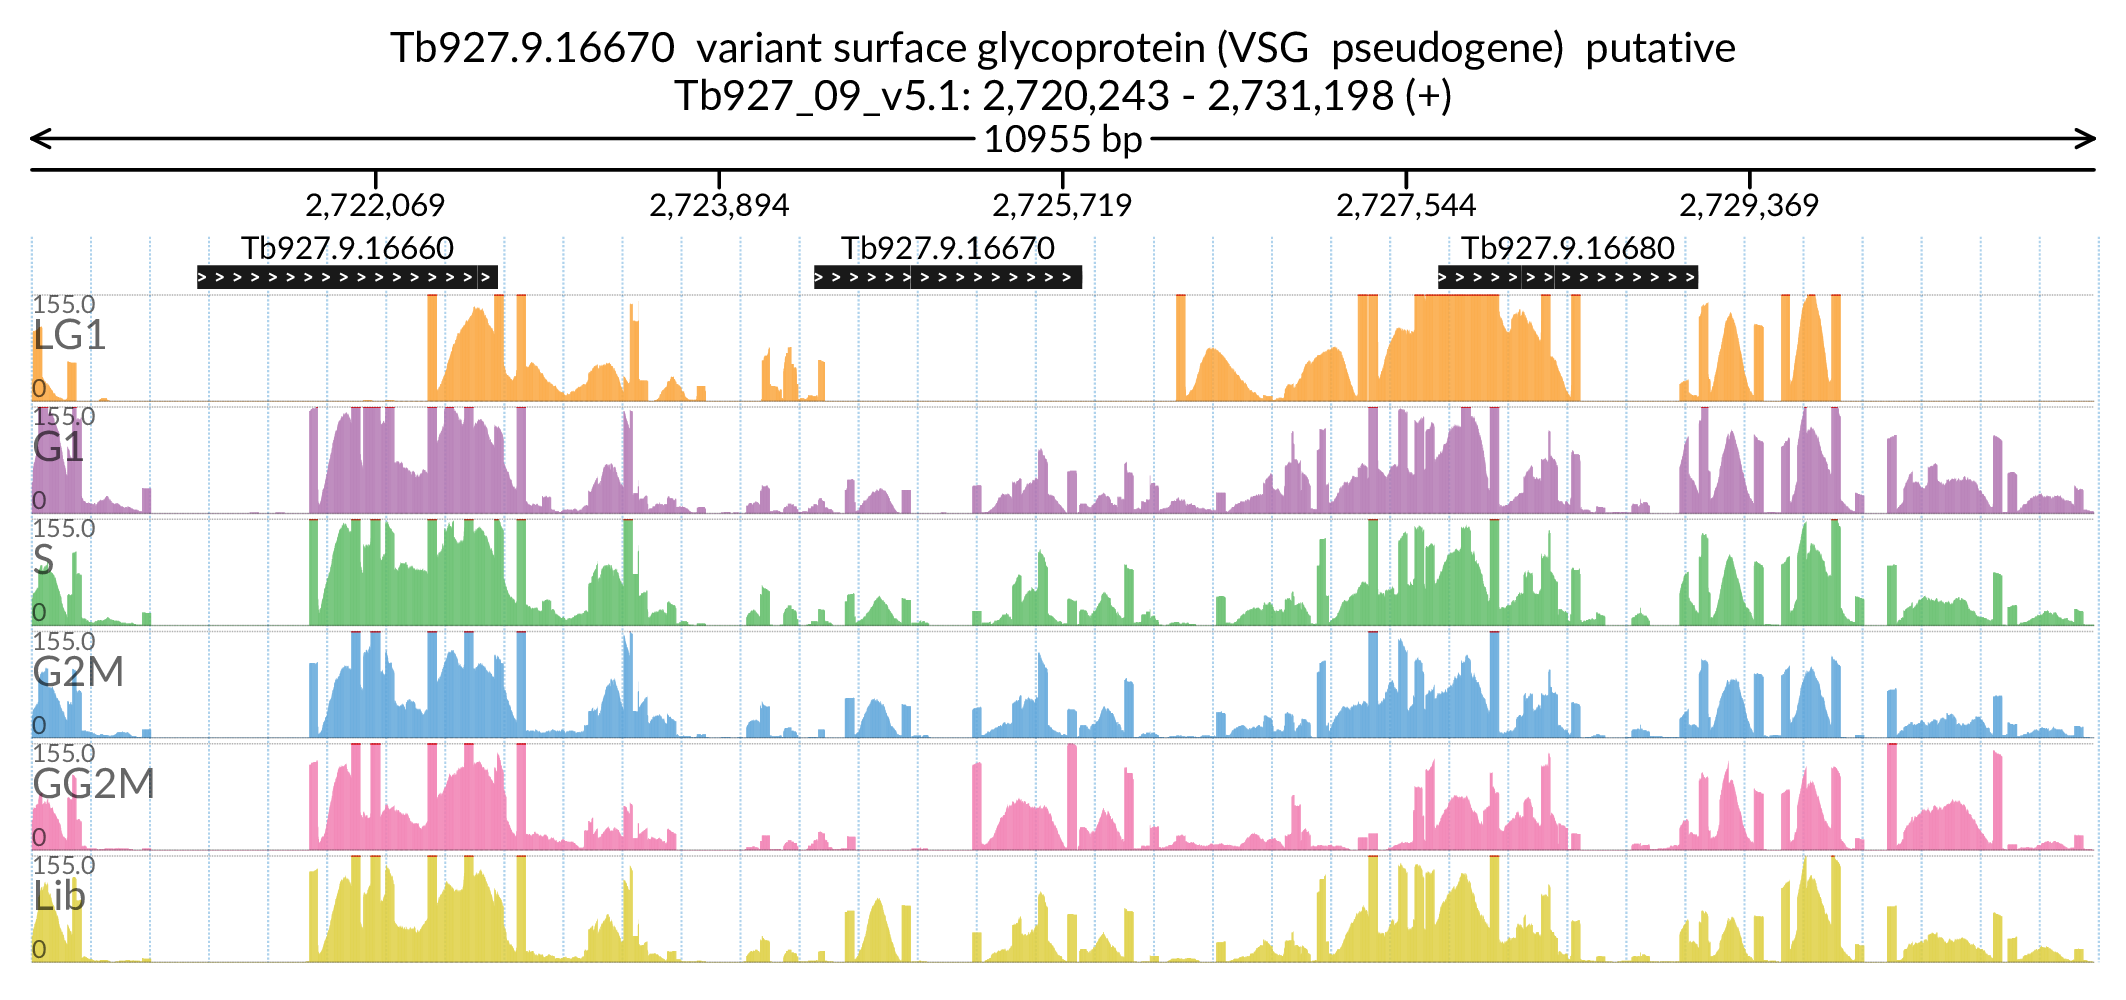 Tb927.9.16670 variant surface glycoprotein (VSG pseudogene) putative
Tb927_09_v5.1: 2,720,243 - 2,731,198 (+)
10955 bp
2,722,069 2,723,894 2,725,719 2,727,544 2,729,369
Tb927.9.16660 Tb927.9.16670 Tb927.9.16680
155.0
LG1
0
155.0
G1
0
155.0
S
0
155.0
G2M
0
155.0
GG2M
0
155.0
Lib
0